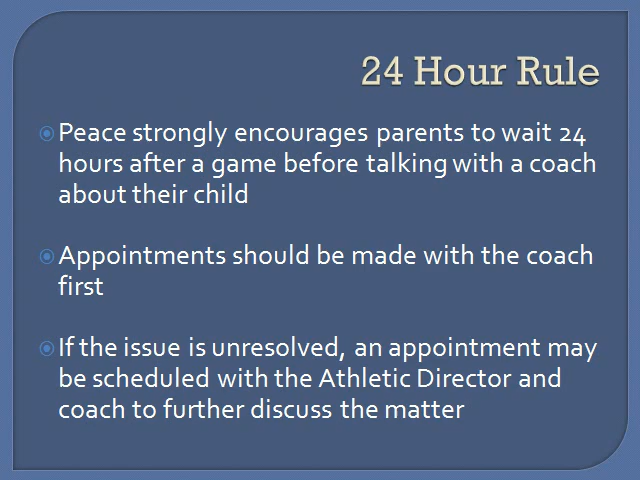 24 Hour Rule
Peace strongly encourages parents to wait 24
hours after a game before talking with a coach
about their child
Appointments should be made with the coach
first
If the issue is unresolved, an appointment may
be scheduled with the Athletic Director and
coach to further discuss the matter